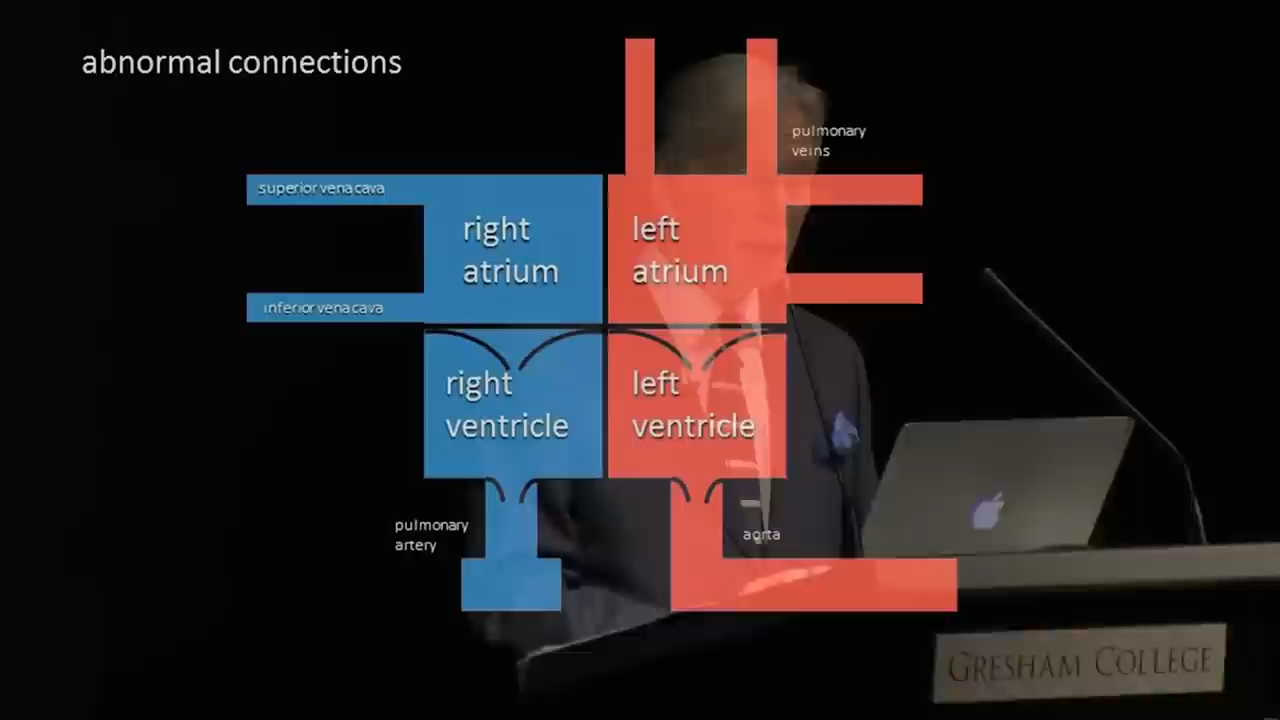 abnormal connections
pulmonary
veins
superior vena cava
right
atrium
left
atrium
inferior vena cava
right
ventricle
left
ventricle
pulmonary
artery
aorta
GRESHAM COLLEGE